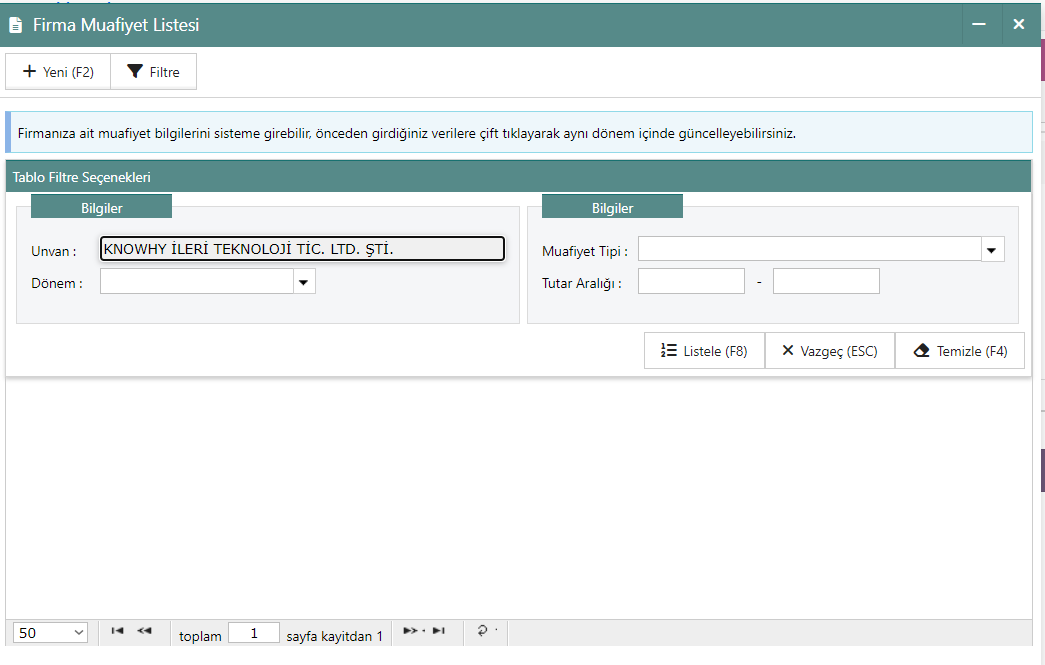 Firma Muafiyet Listesi
Yeni (F2) Filtre
Firmanıza ait muafiyet bilgilerini sisteme girebilir, önceden girdiğiniz verilere çift tıklayarak aynı dönem içinde güncelleyebilirsiniz.
Tablo Filtre Seçenekleri
Bilgiler
Unvan : KNOWHY İLERİ TEKNOLOJİ TİC. LTD. ŞTİ.
Dönem :
Bilgiler
Muafiyet Tipi :
Tutar Aralığı : -
Listele (F8) Vazgeç (ESC) Temizle (F4)
50 toplam 1 sayfa kayitdan 1